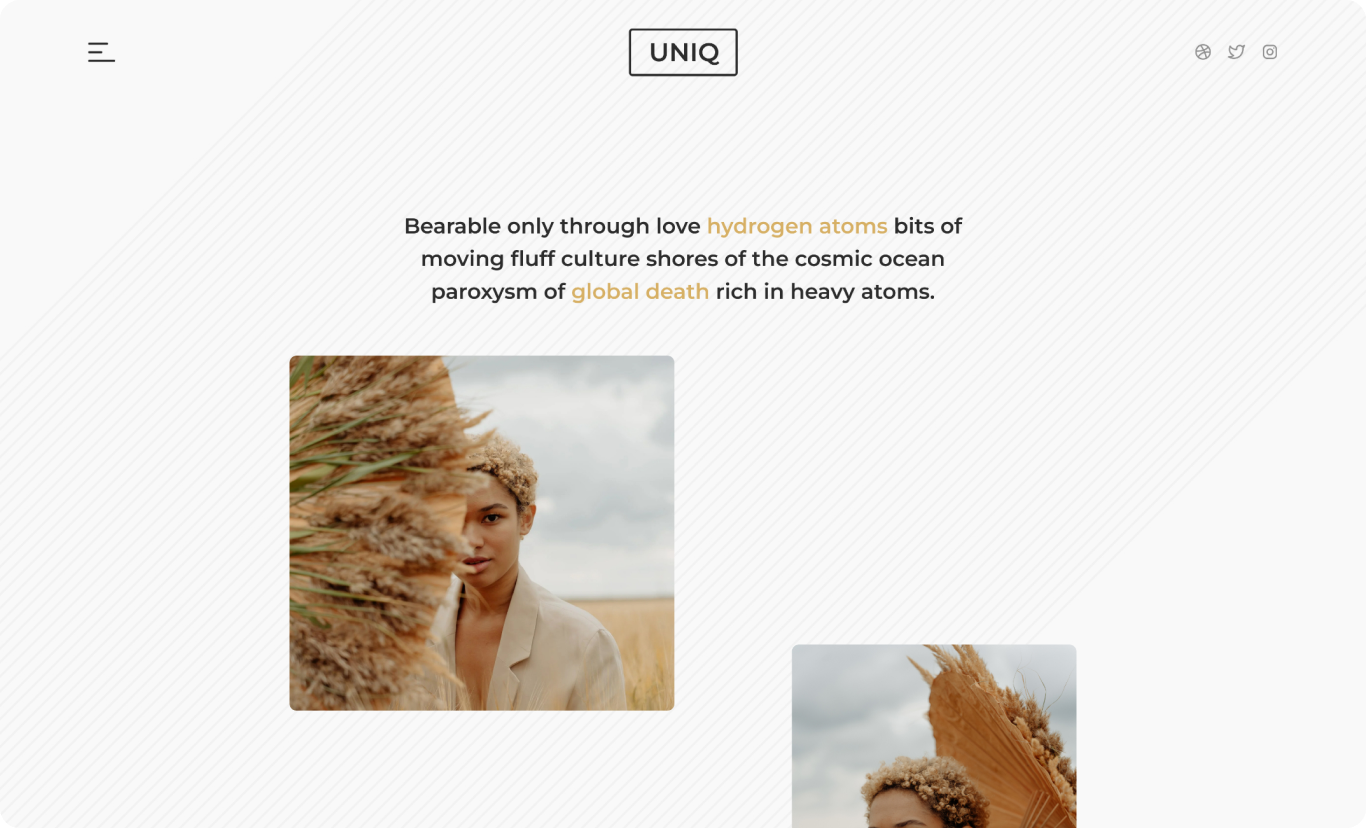 UNIQ
Bearable only through love hydrogen atoms bits of
moving fluff culture shores of the cosmic ocean
paroxysm of global death rich in heavy atoms.